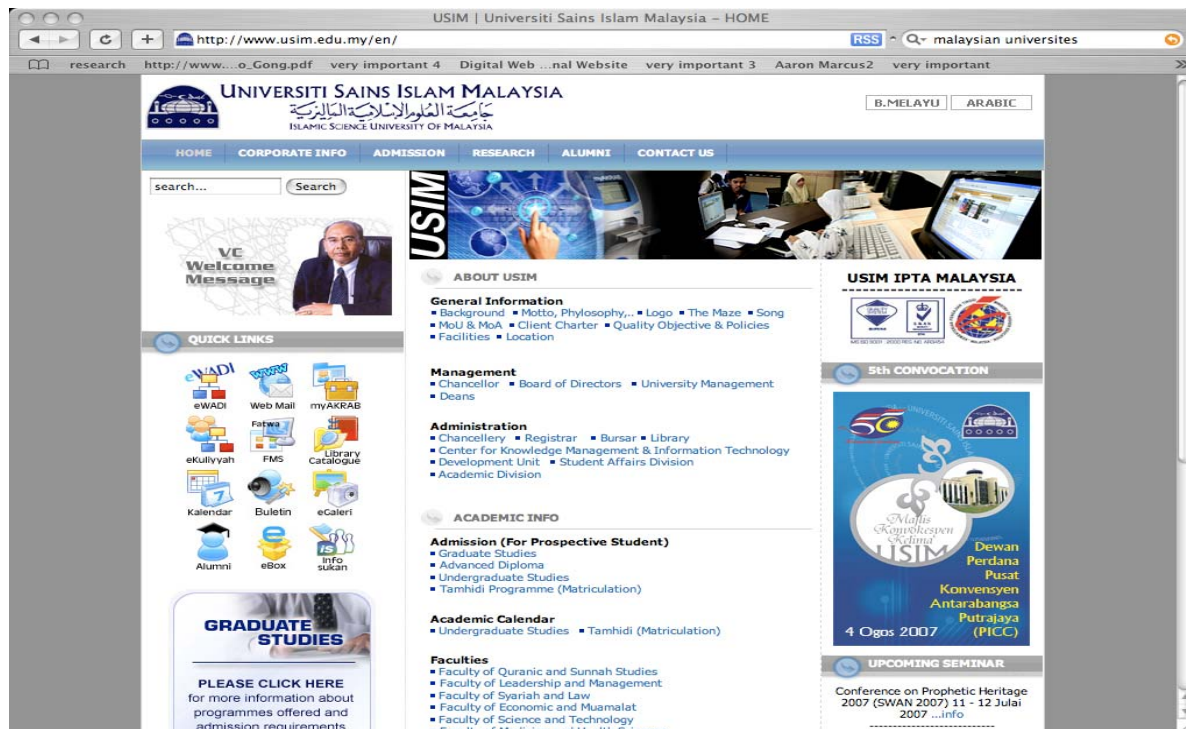 USIM | Universiti Sains Islam Malaysia – HOME
http://www.usim.edu.my/en/
RSS
malaysian universites
research http://www....o_Gong.pdf very important 4 Digital Web ...nal Website very important 3 Aaron Marcus2 very important
UNIVERSITI SAINS ISLAM MALAYSIA
جامعة العلوم الإسلامية الماليزية
ISLAMIC SCIENCE UNIVERSITY OF MALAYSIA
B.MELAYU ARABIC
HOME CORPORATE INFO ADMISSION RESEARCH ALUMNI CONTACT US
search... Search
VC
Welcome
Message
QUICK LINKS
eWADI
eWADI Web Mail myAKRAB
Fatwa
eKuliyyah FMS Library
Catalogue
7
Kalendar Buletin eGaleri
Alumni eBox Info
sukan
GRADUATE
STUDIES
PLEASE CLICK HERE
for more information about
programmes offered and
admission requirements
USIM
ABOUT USIM
General Information
Background Motto, Phylosophy,.. Logo The Maze Song
MoU & MoA Client Charter Quality Objective & Policies
Facilities Location
Management
Chancellor Board of Directors University Management
Deans
Administration
Chancellery Registrar Bursar Library
Center for Knowledge Management & Information Technology
Development Unit Student Affairs Division
Academic Division
ACADEMIC INFO
Admission (For Prospective Student)
Graduate Studies
Advanced Diploma
Undergraduate Studies
Tamhidi Programme (Matriculation)
Academic Calendar
Undergraduate Studies Tamhidi (Matriculation)
Faculties
Faculty of Quranic and Sunnah Studies
Faculty of Leadership and Management
Faculty of Syariah and Law
Faculty of Economic and Muamalat
Faculty of Science and Technology
USIM IPTA MALAYSIA
5th CONVOCATION
50
Majlis
Konvokesyen
Kelima
USIM
Dewan
Perdana
Pusat
Konvensyen
Antarabangsa
Putrajaya
(PICC)
4 Ogos 2007
UPCOMING SEMINAR
Conference on Prophetic Heritage
2007 (SWAN 2007) 11 - 12 Julai
2007 ...info